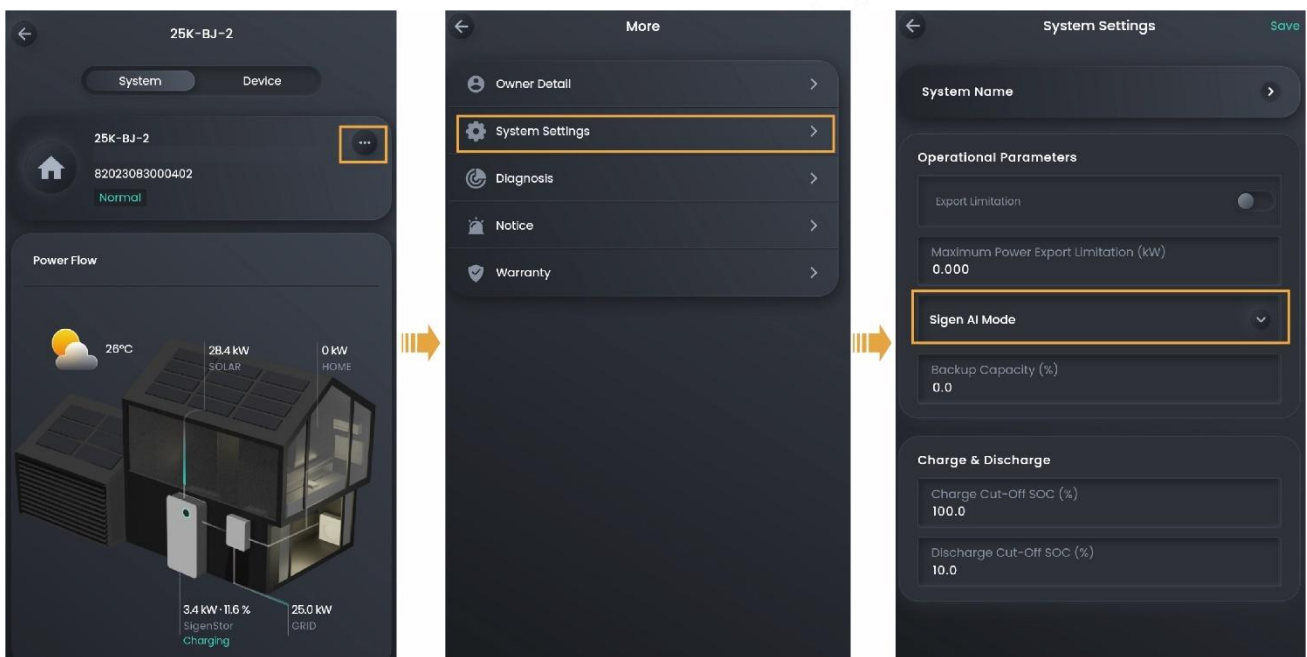 25K-BJ-2
System Device
25K-BJ-2
82023083000402
Normal
Power Flow
26°C
28.4 kW
SOLAR
0 kW
HOME
3.4 kW · 11.6 %
SigenStor
Charging
25.0 kW
GRID
More
Owner Detail
System Settings
Diagnosis
Notice
Warranty
System Settings Save
System Name
Operational Parameters
Export Limitation
Maximum Power Export Limitation (kW)
0.000
Sigen AI Mode
Backup Capacity (%)
0.0
Charge & Discharge
Charge Cut-Off SOC (%)
100.0
Discharge Cut-Off SOC (%)
10.0